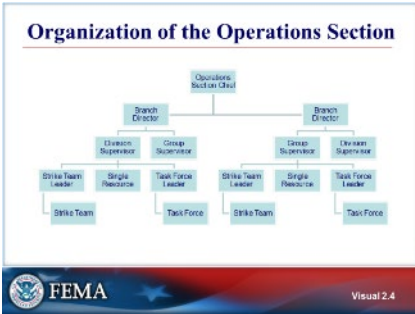 Organization of the Operations Section
Operations
Section Chief
Branch
Director
Branch
Director
Division
Supervisor
Group
Supervisor
Group
Supervisor
Division
Supervisor
Strike Team
Leader
Single
Resource
Task Force
Leader
Strike Team
Leader
Single
Resource
Task Force
Leader
Strike Team
Task Force
Strike Team
Task Force
FEMA
Visual 2.4